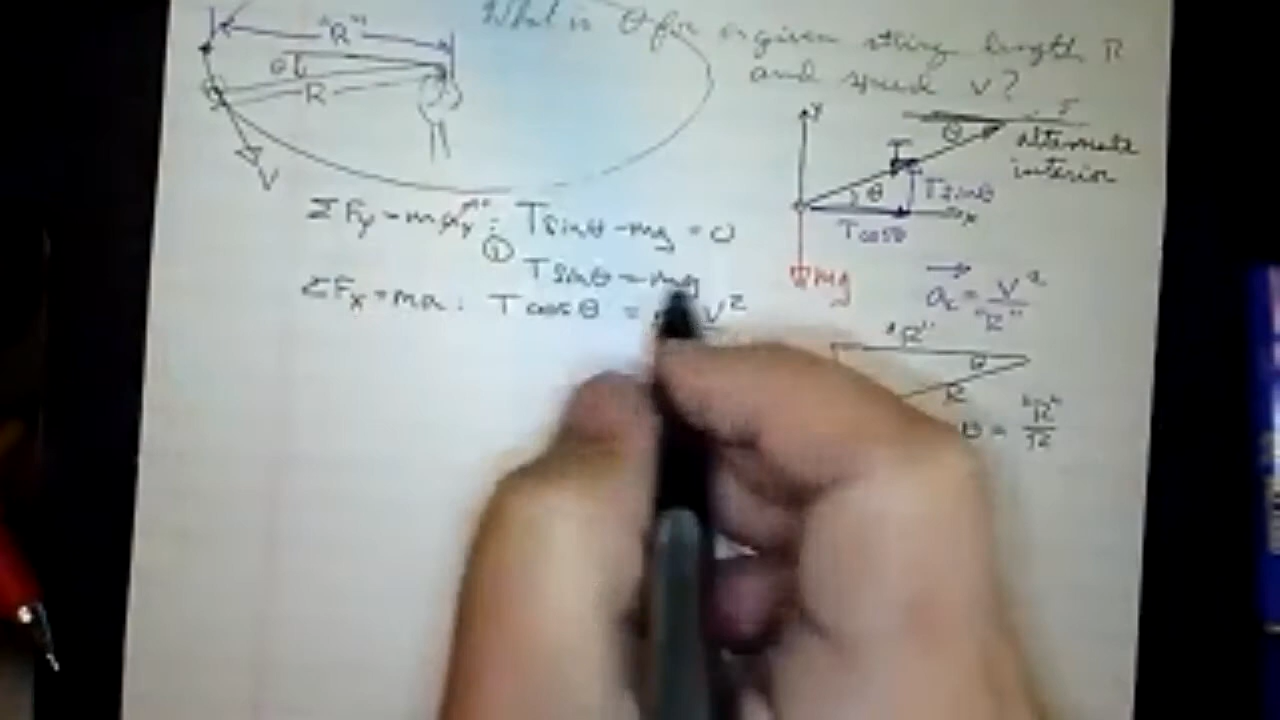 What is θ for a given string length R
and speed v?
"R"
θ
R
V
y
θ
alternate
interior
T
θ
T sinθ
x
T cosθ
mg
ΣFy = may : T sinθ - mg = 0
①
T sinθ = mg
ΣFx = ma : T cosθ = v²
ac = v² / "R"
"R"
θ
R
θ = "R" / R